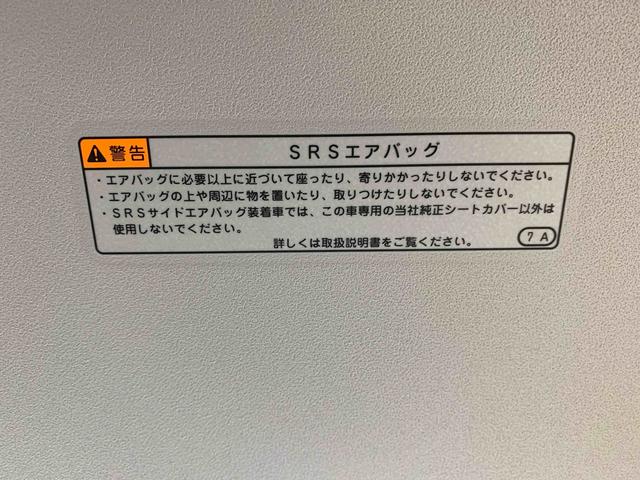 警告 SRSエアバッグ
・エアバッグに必要以上に近づいて座ったり、寄りかかったりしないでください。
・エアバッグの上や周辺に物を置いたり、取りつけたりしないでください。
・SRSサイドエアバッグ装着車では、この車専用の当社純正シートカバー以外は
使用しないでください。
詳しくは取扱説明書をご覧ください。 7A